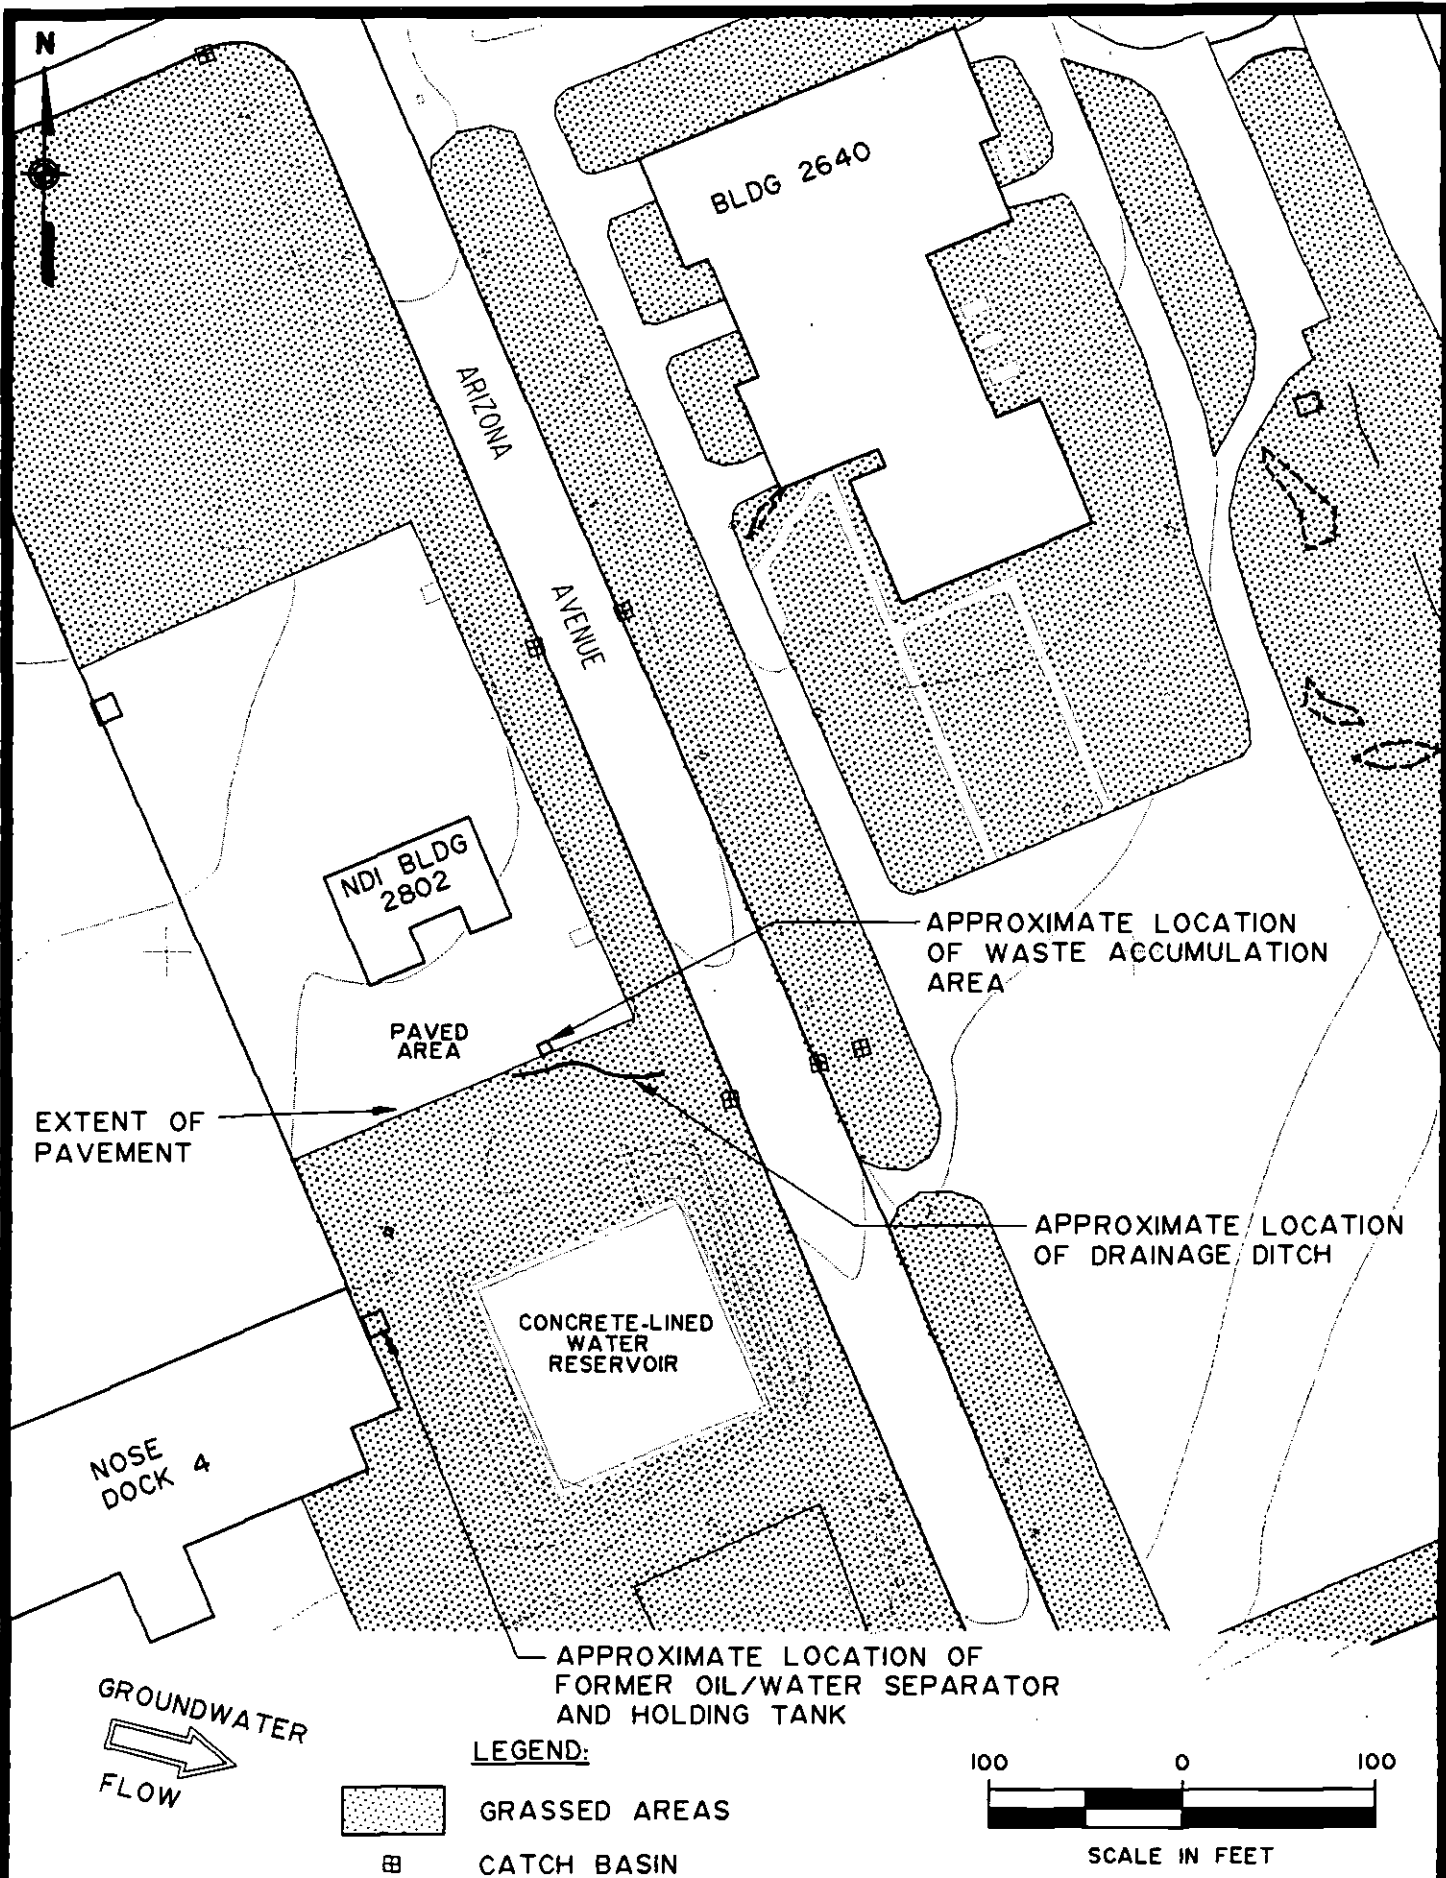 N
BLDG 2640
ARIZONA
AVENUE
NDI BLDG
2802
APPROXIMATE LOCATION
OF WASTE ACCUMULATION
AREA
PAVED
AREA
EXTENT OF
PAVEMENT
APPROXIMATE LOCATION
OF DRAINAGE DITCH
CONCRETE-LINED
WATER
RESERVOIR
NOSE
DOCK 4
APPROXIMATE LOCATION OF
FORMER OIL/WATER SEPARATOR
AND HOLDING TANK
GROUNDWATER
FLOW
LEGEND:
GRASSED AREAS
CATCH BASIN
100 0 100
SCALE IN FEET